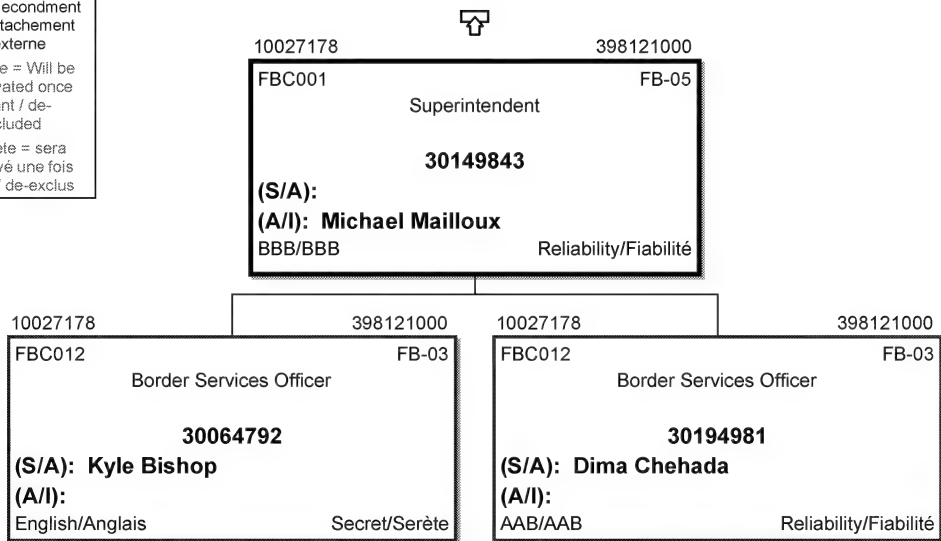 econdment
tachement
xterne
e = Will be
ated once
nt / de-
cluded
ete = sera
vé une fois
/ de-exclus
10027178 398121000
FBC001 FB-05
Superintendent
30149843
(S/A):
(A/I): Michael Mailloux
BBB/BBB Reliability/Fiabilité
10027178 398121000
FBC012 FB-03
Border Services Officer
30064792
(S/A): Kyle Bishop
(A/I):
English/Anglais Secret/Serète
10027178 398121000
FBC012 FB-03
Border Services Officer
30194981
(S/A): Dima Chehada
(A/I):
AAB/AAB Reliability/Fiabilité